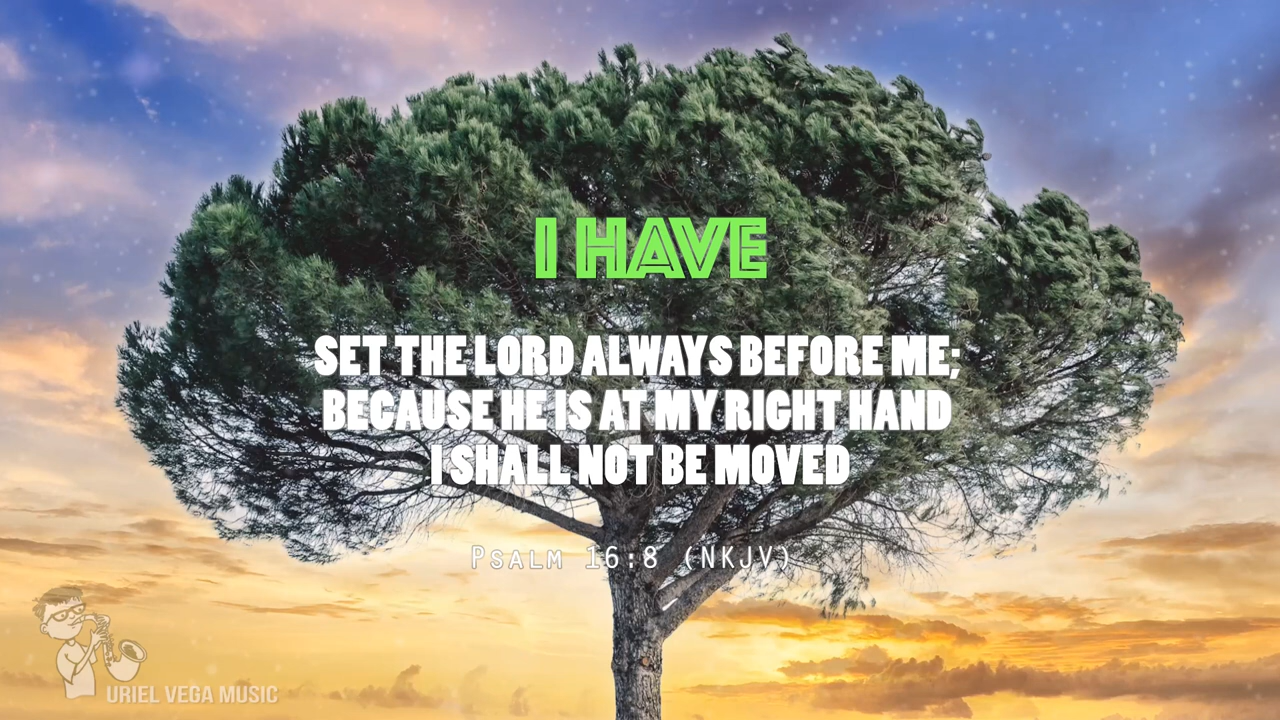 I HAVE
SET THE LORD ALWAYS BEFORE ME;
BECAUSE HE IS AT MY RIGHT HAND
I SHALL NOT BE MOVED
PSALM 16:8 (NKJV)
URIEL VEGA MUSIC